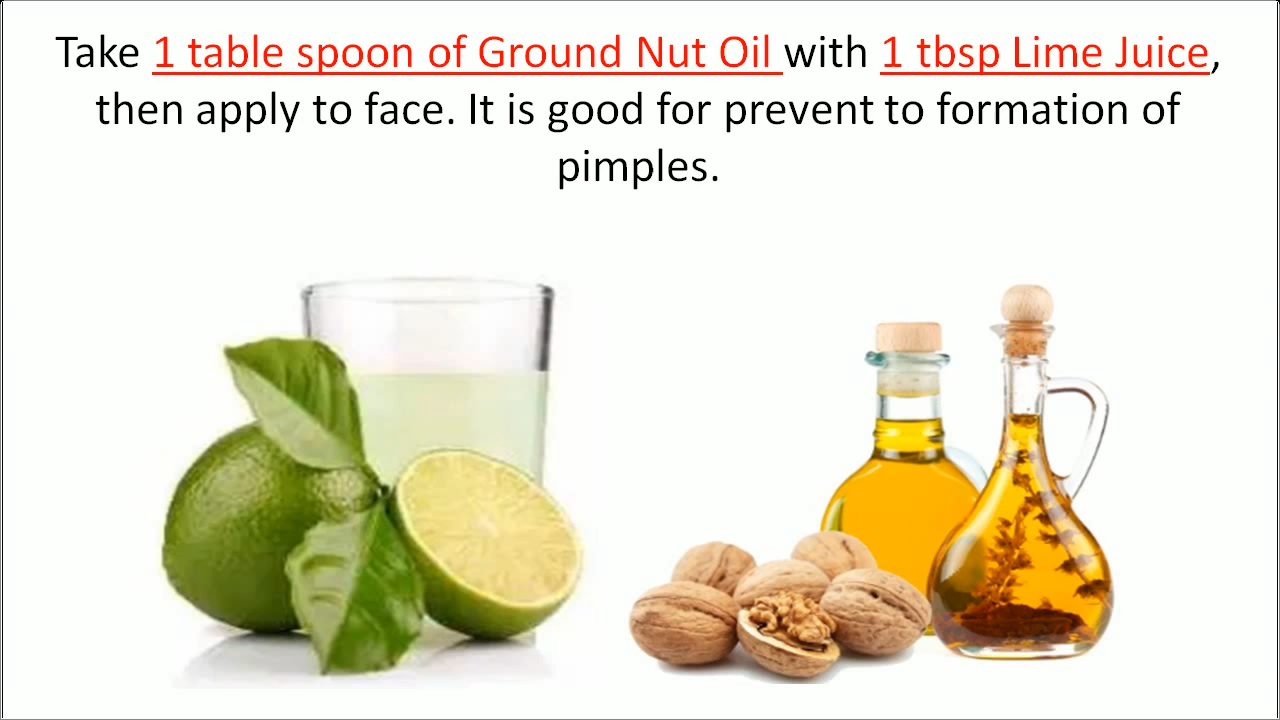 Take 1 table spoon of Ground Nut Oil with 1 tbsp Lime Juice,
then apply to face. It is good for prevent to formation of
pimples.